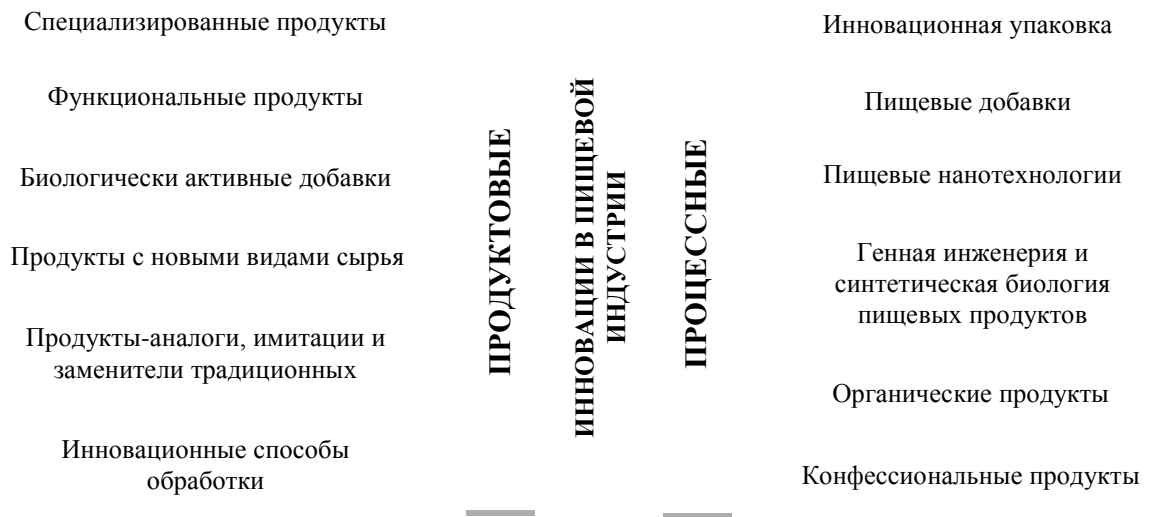 Специализированные продукты
Функциональные продукты
Биологически активные добавки
Продукты с новыми видами сырья
Продукты-аналоги, имитации и
заменители традиционных
Инновационные способы
обработки
ПРОДУКТОВЫЕ
ИННОВАЦИИ В ПИЩЕВОЙ
ИНДУСТРИИ
ПРОЦЕССНЫЕ
Инновационная упаковка
Пищевые добавки
Пищевые нанотехнологии
Генная инженерия и
синтетическая биология
пищевых продуктов
Органические продукты
Конфессиональные продукты